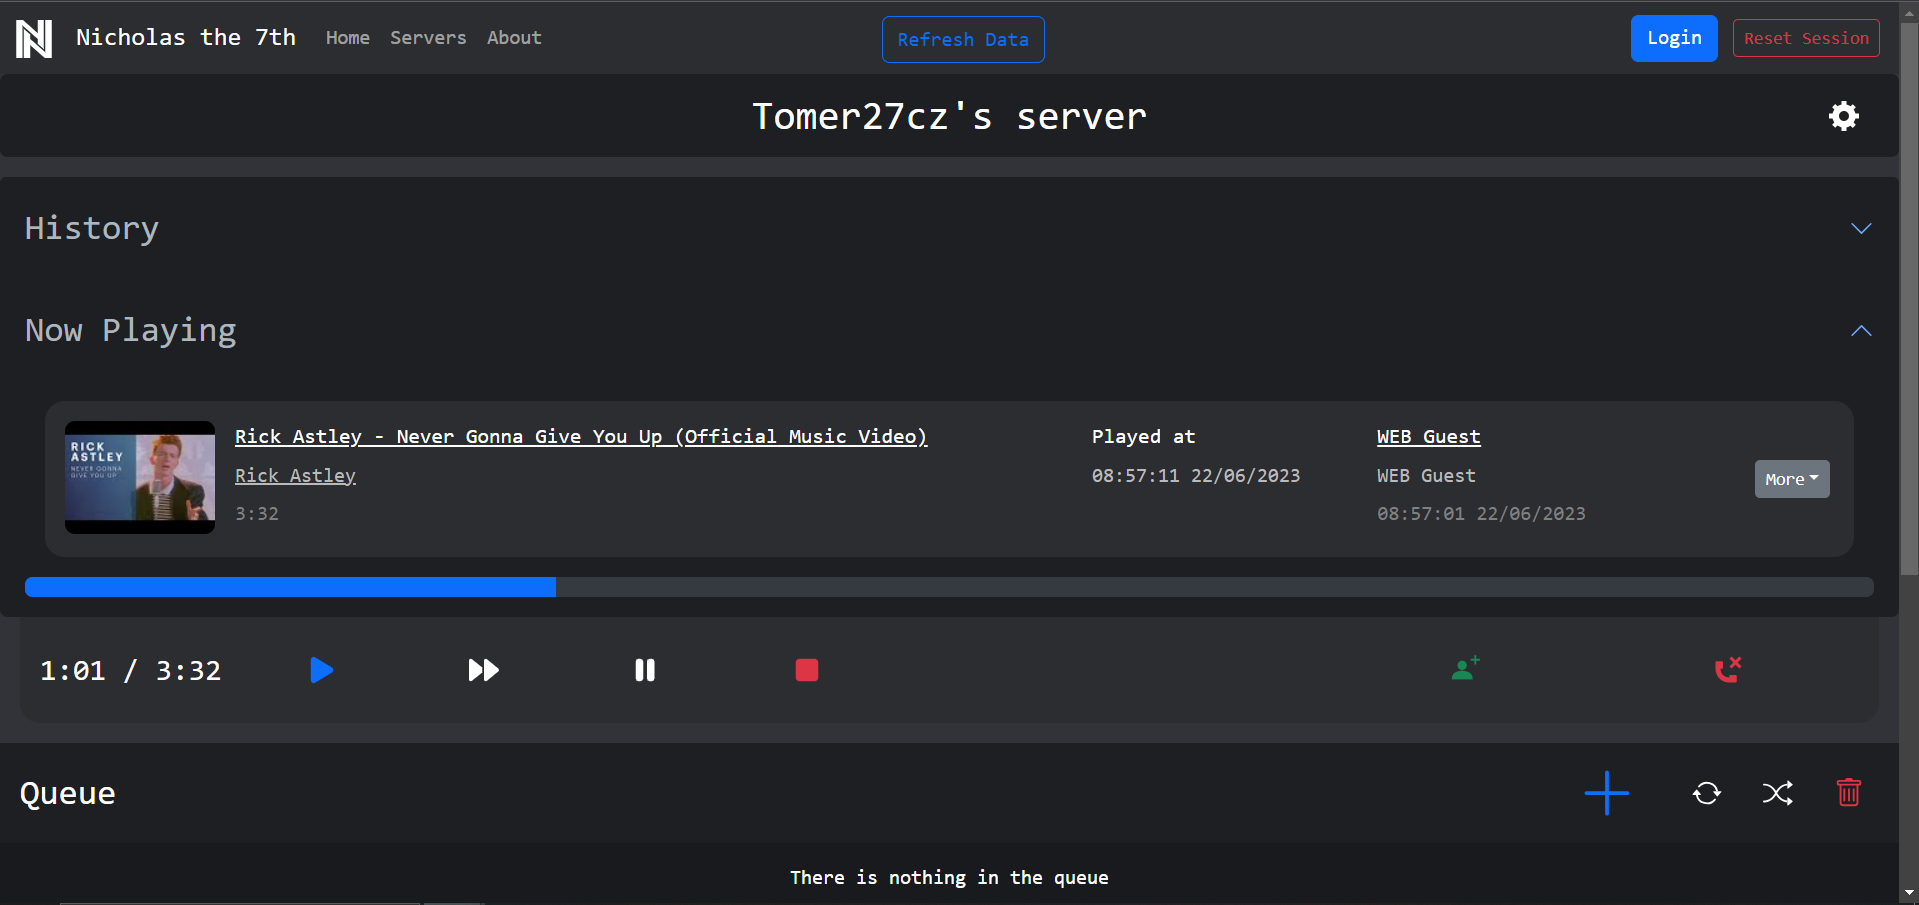 Nicholas the 7th Home Servers About Refresh Data Login Reset Session
Tomer27cz's server
History
Now Playing
RICK
ASTLEY
NEVER GONNA
GIVE YOU UP
Rick Astley - Never Gonna Give You Up (Official Music Video)
Rick Astley
3:32
Played at
08:57:11 22/06/2023
WEB Guest
WEB Guest
08:57:01 22/06/2023
More
1:01 / 3:32
Queue
There is nothing in the queue